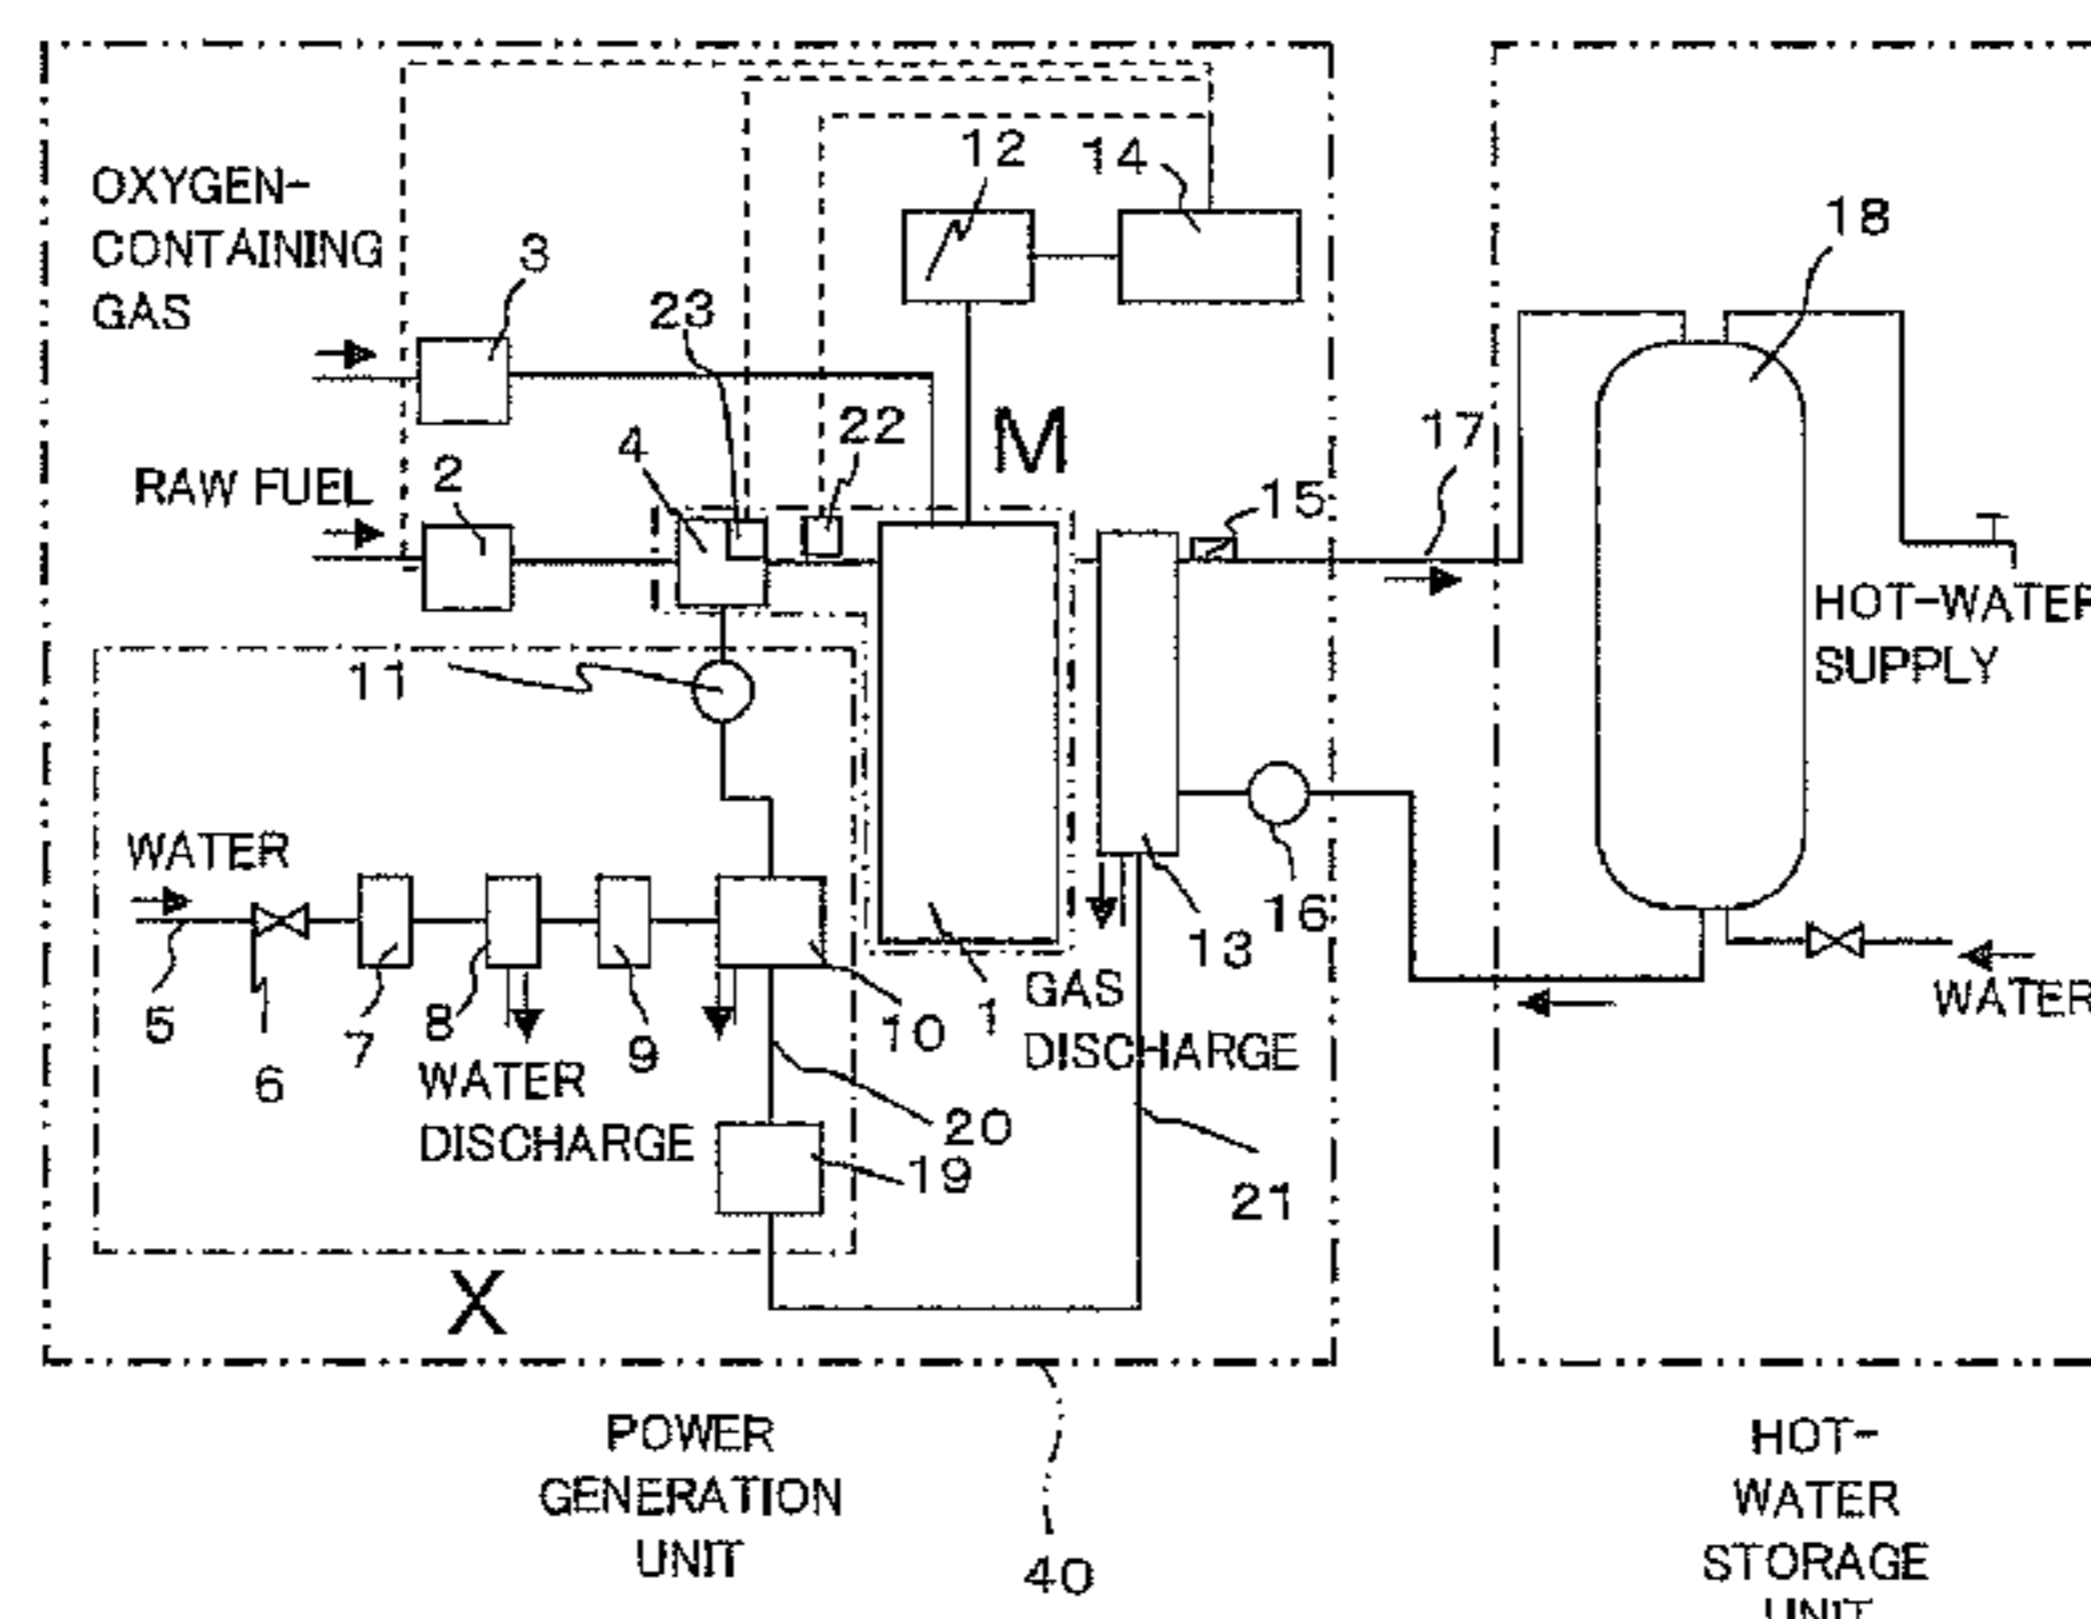 12
14
OXYGEN-
CONTAINING
GAS
3
18
23
M
22
4
17
RAW FUEL
2
15
HOT-WATER
SUPPLY
11
WATER
16
13
5
6
7
8
9
10
1
GAS
DISCHARGE
WATER
WATER
DISCHARGE
20
19
21
X
POWER
GENERATION
UNIT
40
HOT-
WATER
STORAGE
UNIT